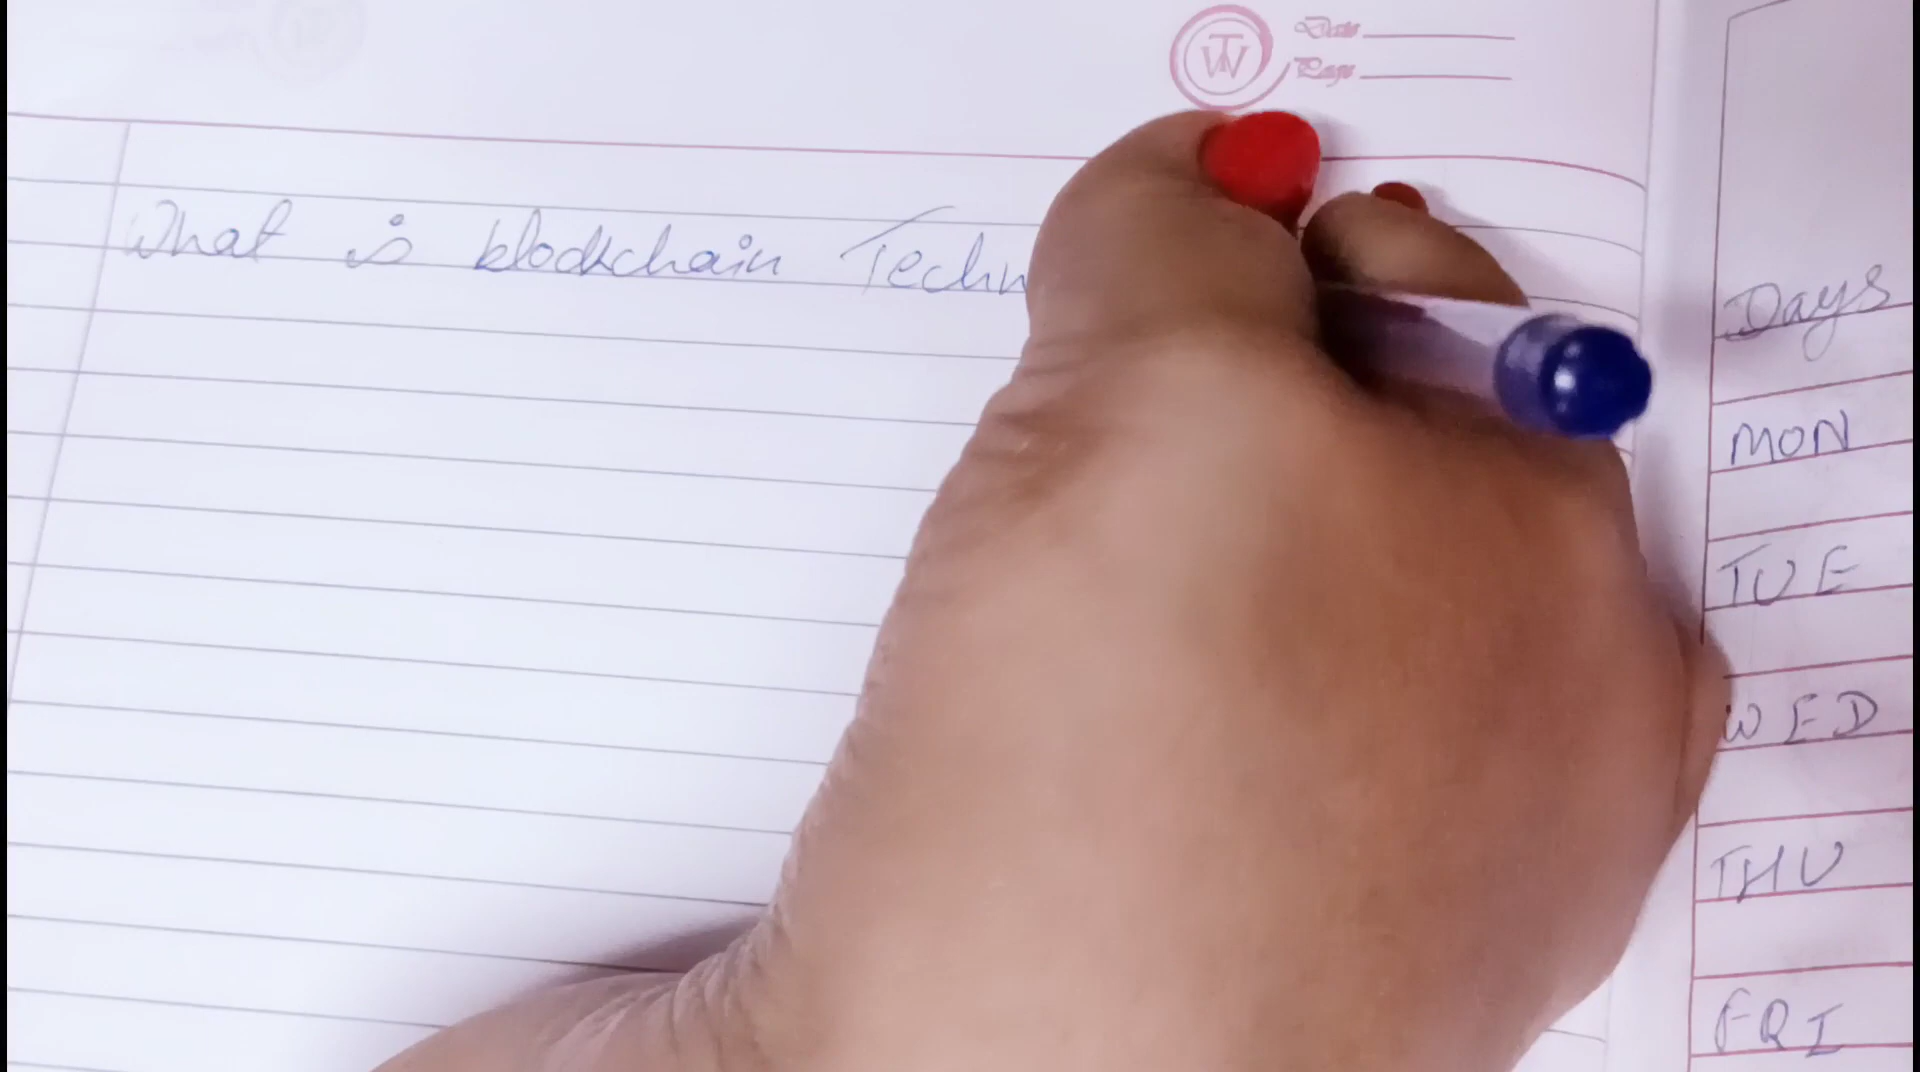 Date
Page
What is blockchain Techn
Days
MON
TUE
WED
THU
FRI